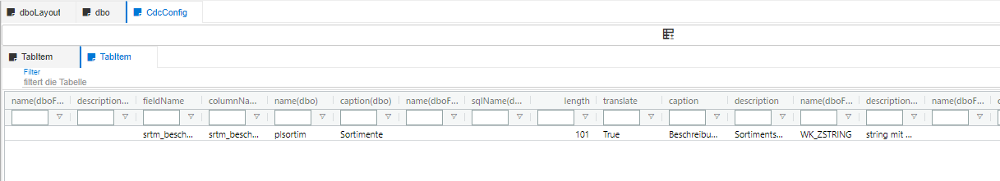 dboLayout dbo CdcConfig
TabItem TabItem
Filter
filtert die Tabelle
name(dboF... description... fieldName columnNa... name(dbo) caption(dbo) name(dboF... sqlName(d... length translate caption description name(dboF... description... name(dboF...
srtm_besch... srtm_besch... plsortim Sortimente 101 True Beschreibu... Sortiments... WK_ZSTRING string mit ...